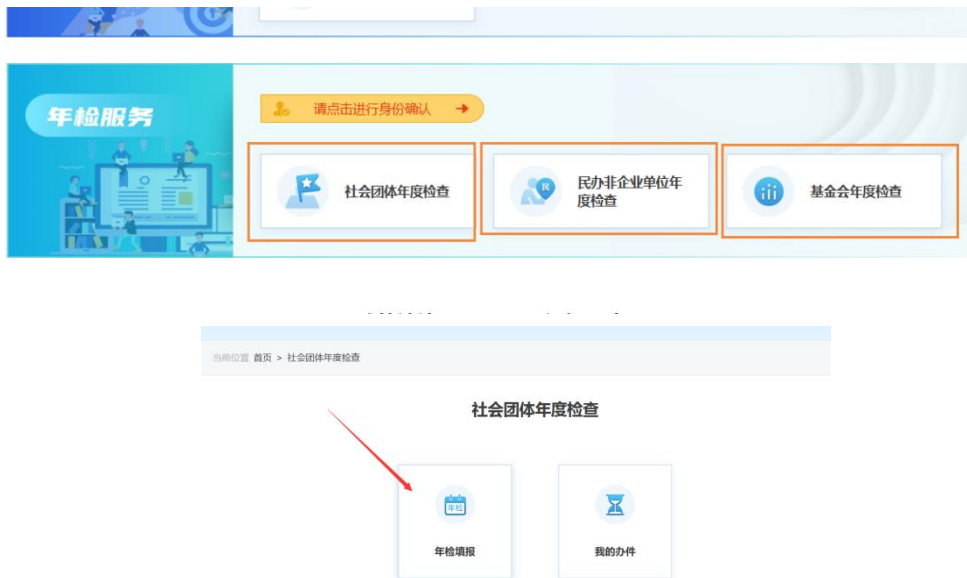 年检服务
请点击进行身份确认
社会团体年度检查
民办非企业单位年
度检查
基金会年度检查
当前位置 首页 > 社会团体年度检查
社会团体年度检查
年检
年检填报
我的办件